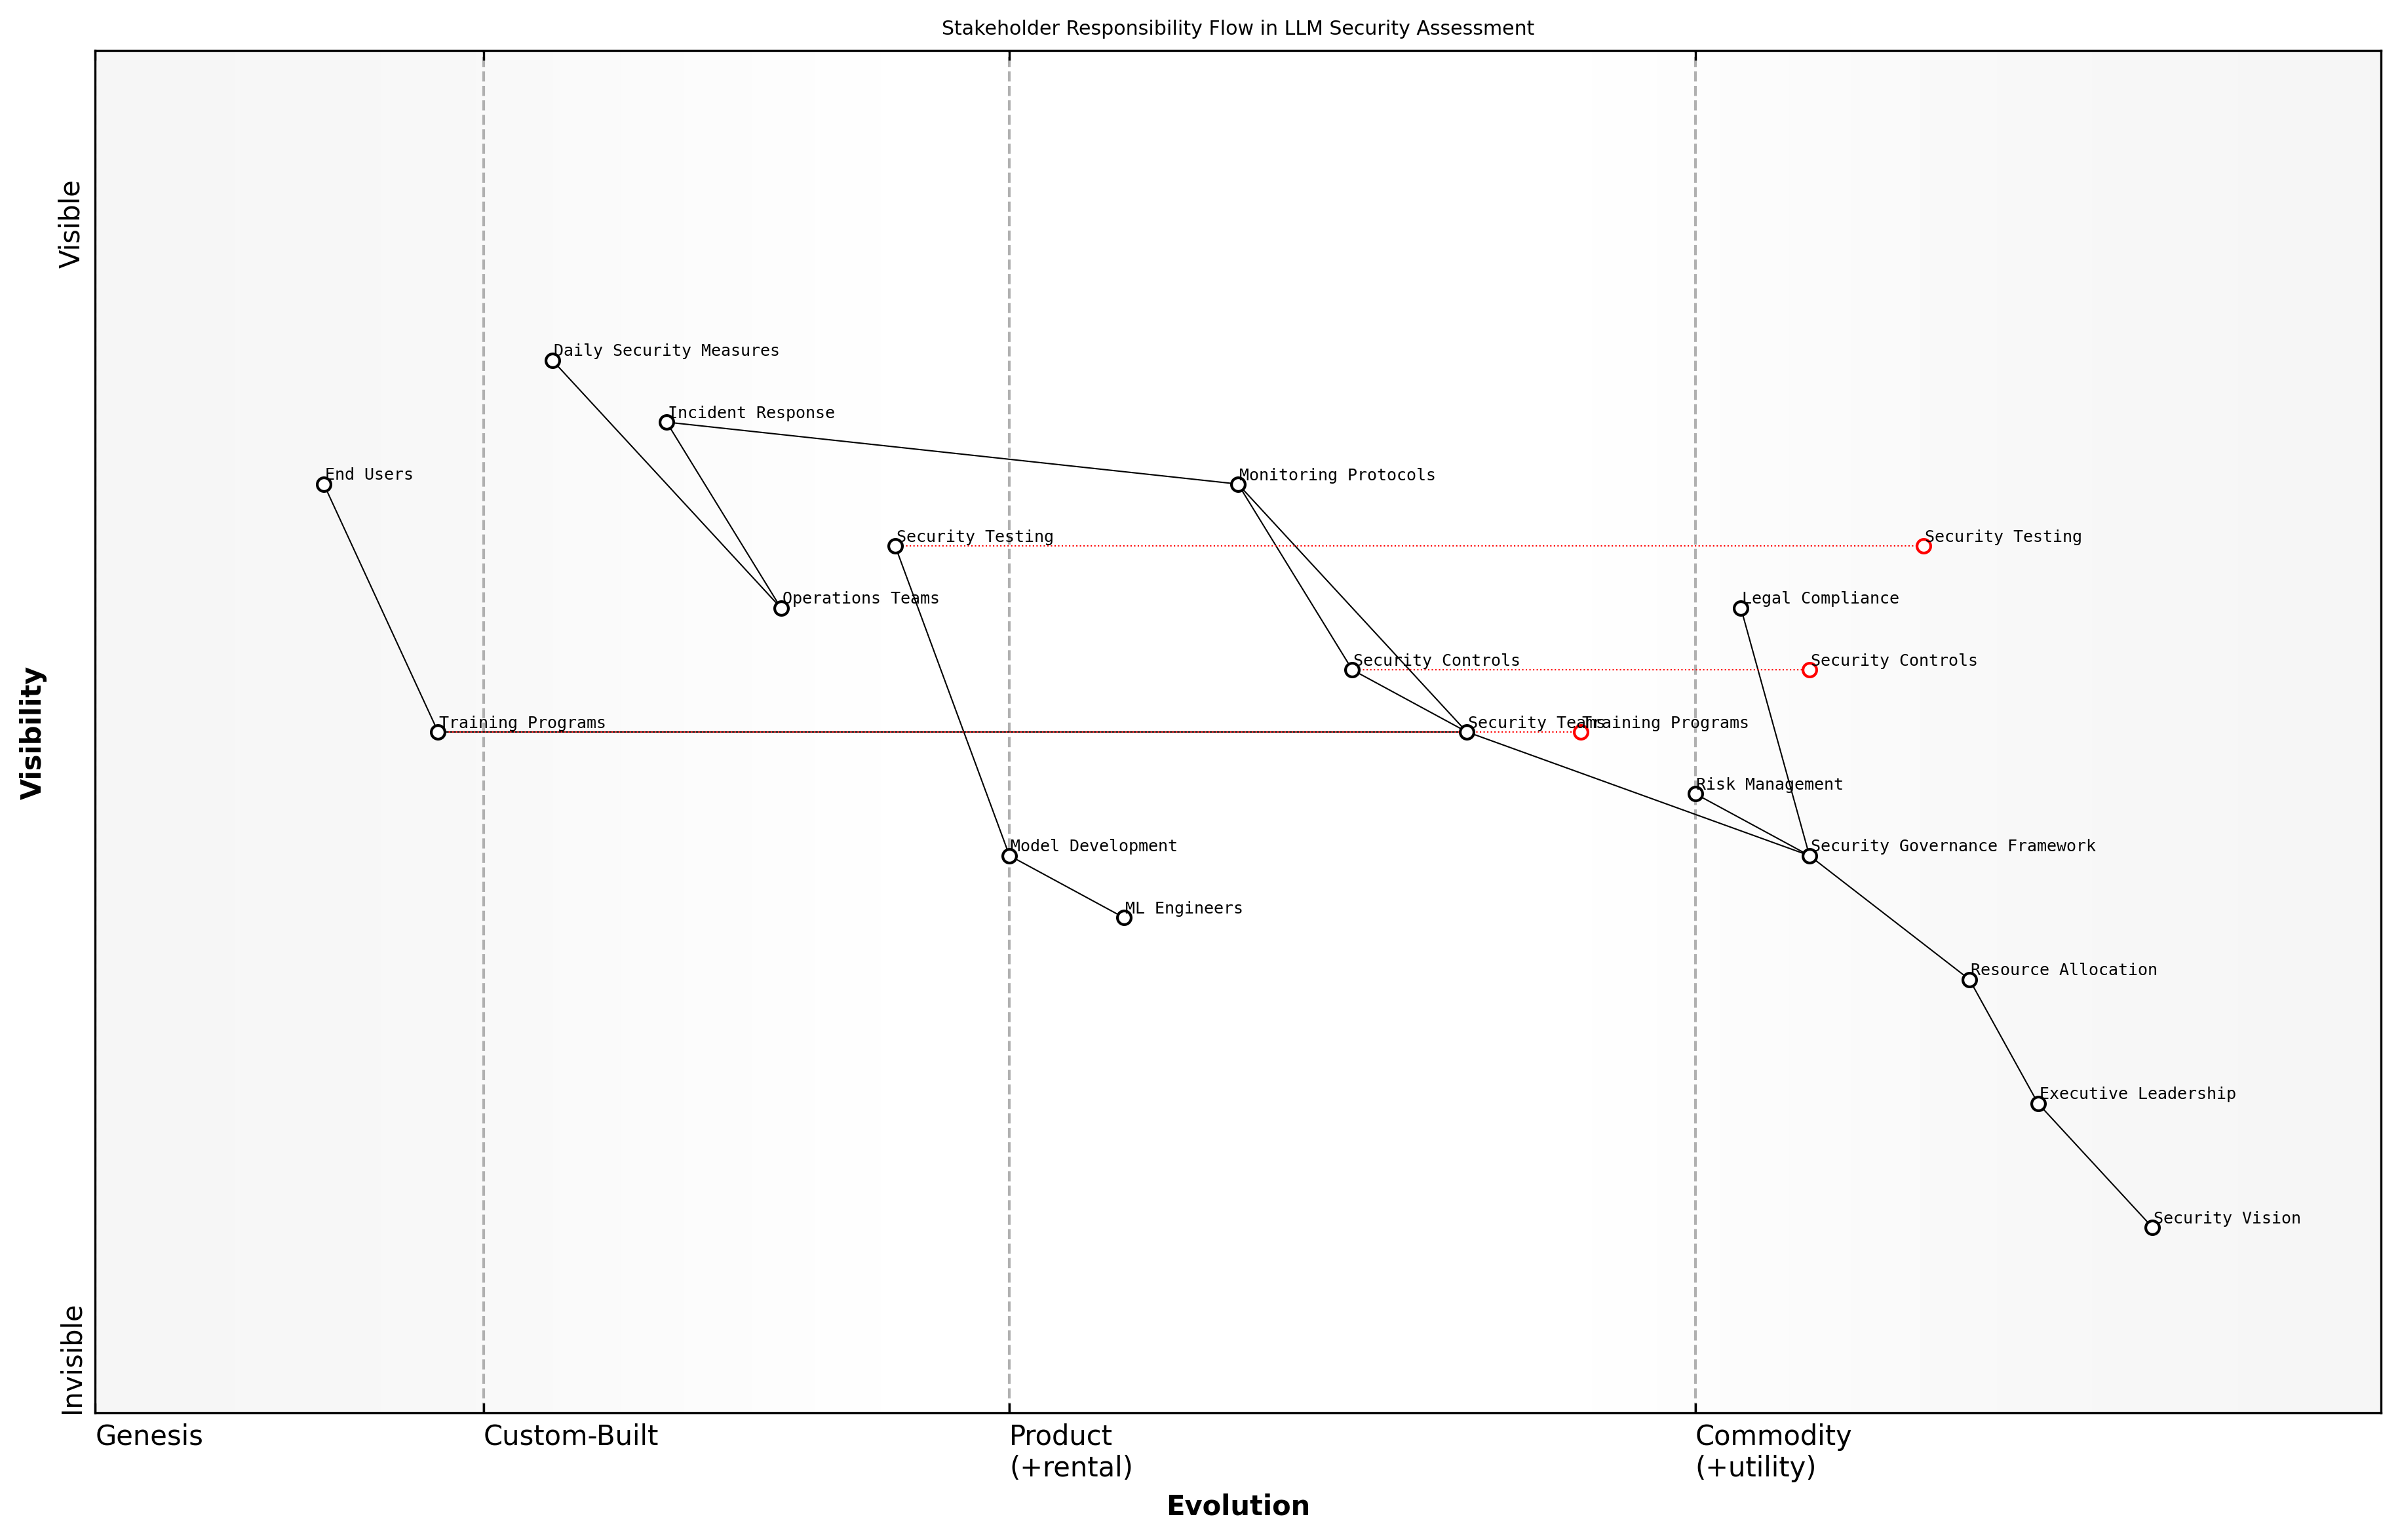 Stakeholder Responsibility Flow in LLM Security Assessment
Visible
Daily Security Measures
Incident Response
End Users
Monitoring Protocols
Security Testing
Security Testing
Operations Teams
Legal Compliance
Security Controls
Security Controls
Training Programs
Security Teams
Training Programs
Risk Management
Model Development
Security Governance Framework
ML Engineers
Resource Allocation
Executive Leadership
Security Vision
Visibility
Invisible
Genesis
Custom-Built
Product
(+rental)
Commodity
(+utility)
Evolution